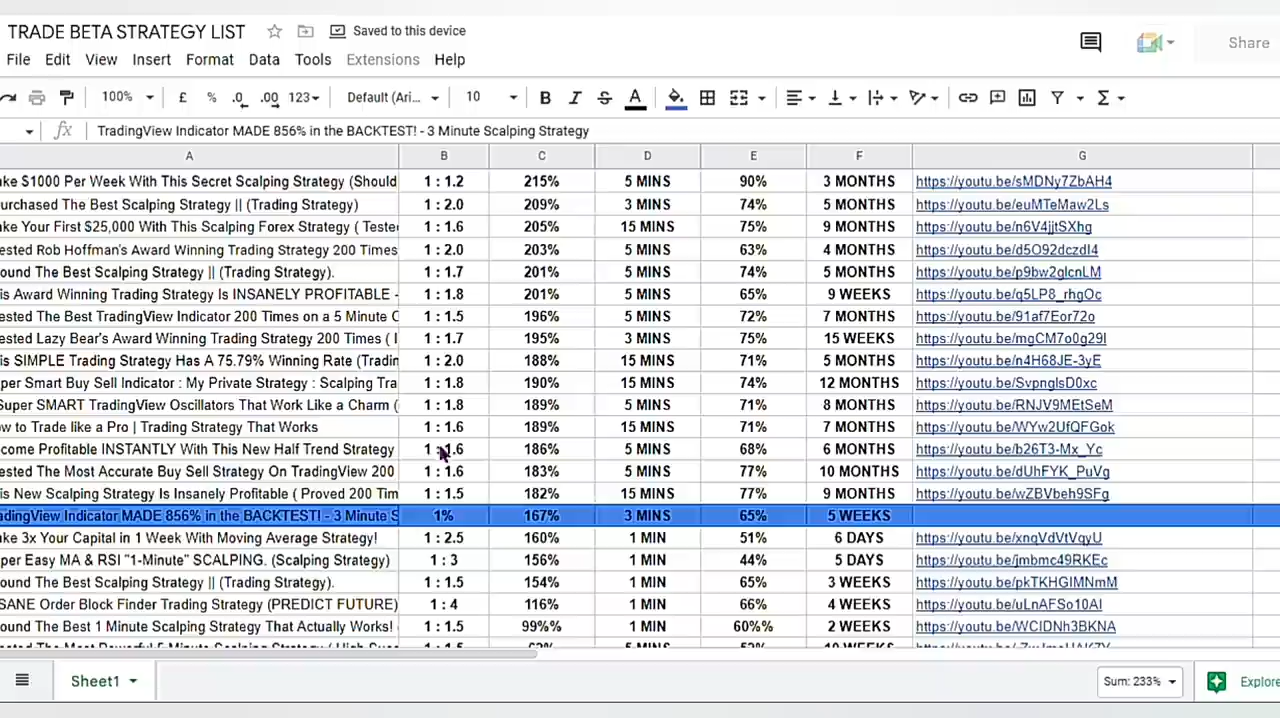 TRADE BETA STRATEGY LIST Saved to this device Share
File Edit View Insert Format Data Tools Extensions Help
100% £ % .0 .00 123 Default (Ari... 10 B I S A
fx TradingView Indicator MADE 856% in the BACKTEST! - 3 Minute Scalping Strategy
A B C D E F G
ake $1000 Per Week With This Secret Scalping Strategy (Should 1 : 1.2 215% 5 MINS 90% 3 MONTHS https://youtu.be/sMDNy7ZbAH4
urchased The Best Scalping Strategy || (Trading Strategy) 1 : 2.0 209% 3 MINS 74% 5 MONTHS https://youtu.be/euMTeMaw2Ls
ake Your First $25,000 With This Scalping Forex Strategy ( Teste 1 : 1.6 205% 15 MINS 75% 9 MONTHS https://youtu.be/n6V4jjtSXhg
ested Rob Hoffman's Award Winning Trading Strategy 200 Times 1 : 2.0 203% 5 MINS 63% 4 MONTHS https://youtu.be/d5O92dczdI4
ound The Best Scalping Strategy || (Trading Strategy). 1 : 1.7 201% 5 MINS 74% 5 MONTHS https://youtu.be/p9bw2glcnLM
is Award Winning Trading Strategy Is INSANELY PROFITABLE - 1 : 1.8 201% 5 MINS 65% 9 WEEKS https://youtu.be/q5LP8_rhgOc
ested The Best TradingView Indicator 200 Times on a 5 Minute C 1 : 1.5 196% 5 MINS 72% 7 MONTHS https://youtu.be/91af7Eor72o
ested Lazy Bear's Award Winning Trading Strategy 200 Times ( I 1 : 1.7 195% 3 MINS 75% 15 WEEKS https://youtu.be/mgCM7o0g29I
is SIMPLE Trading Strategy Has A 75.79% Winning Rate (Tradin 1 : 2.0 188% 15 MINS 71% 5 MONTHS https://youtu.be/n4H68JE-3yE
per Smart Buy Sell Indicator : My Private Strategy : Scalping Tra 1 : 1.8 190% 15 MINS 74% 12 MONTHS https://youtu.be/SvpnglsD0xc
Super SMART TradingView Oscillators That Work Like a Charm ( 1 : 1.8 189% 5 MINS 71% 8 MONTHS https://youtu.be/RNJV9MEtSeM
w to Trade like a Pro | Trading Strategy That Works 1 : 1.6 189% 15 MINS 71% 7 MONTHS https://youtu.be/WYw2UfQFGok
come Profitable INSTANTLY With This New Half Trend Strategy 1 : 1.6 186% 5 MINS 68% 6 MONTHS https://youtu.be/b26T3-Mx_Yc
ested The Most Accurate Buy Sell Strategy On TradingView 200 1 : 1.6 183% 5 MINS 77% 10 MONTHS https://youtu.be/dUhFYK_PuVg
is New Scalping Strategy Is Insanely Profitable ( Proved 200 Tim 1 : 1.5 182% 15 MINS 77% 9 MONTHS https://youtu.be/wZBVbeh9SFg
adingView Indicator MADE 856% in the BACKTEST! - 3 Minute S 1% 167% 3 MINS 65% 5 WEEKS
ake 3x Your Capital in 1 Week With Moving Average Strategy! 1 : 2.5 160% 1 MIN 51% 6 DAYS https://youtu.be/xnqVdVtVqyU
per Easy MA & RSI "1-Minute" SCALPING. (Scalping Strategy) 1 : 3 156% 1 MIN 44% 5 DAYS https://youtu.be/jmbmc49RKEc
ound The Best Scalping Strategy || (Trading Strategy). 1 : 1.5 154% 1 MIN 65% 3 WEEKS https://youtu.be/pkTKHGIMNmM
SANE Order Block Finder Trading Strategy (PREDICT FUTURE) 1 : 4 116% 1 MIN 66% 4 WEEKS https://youtu.be/uLnAFSo10AI
ound The Best 1 Minute Scalping Strategy That Actually Works! 1 : 1.5 99%% 1 MIN 60%% 2 WEEKS https://youtu.be/WCIDNh3BKNA
Sheet1 Sum: 233% Explore